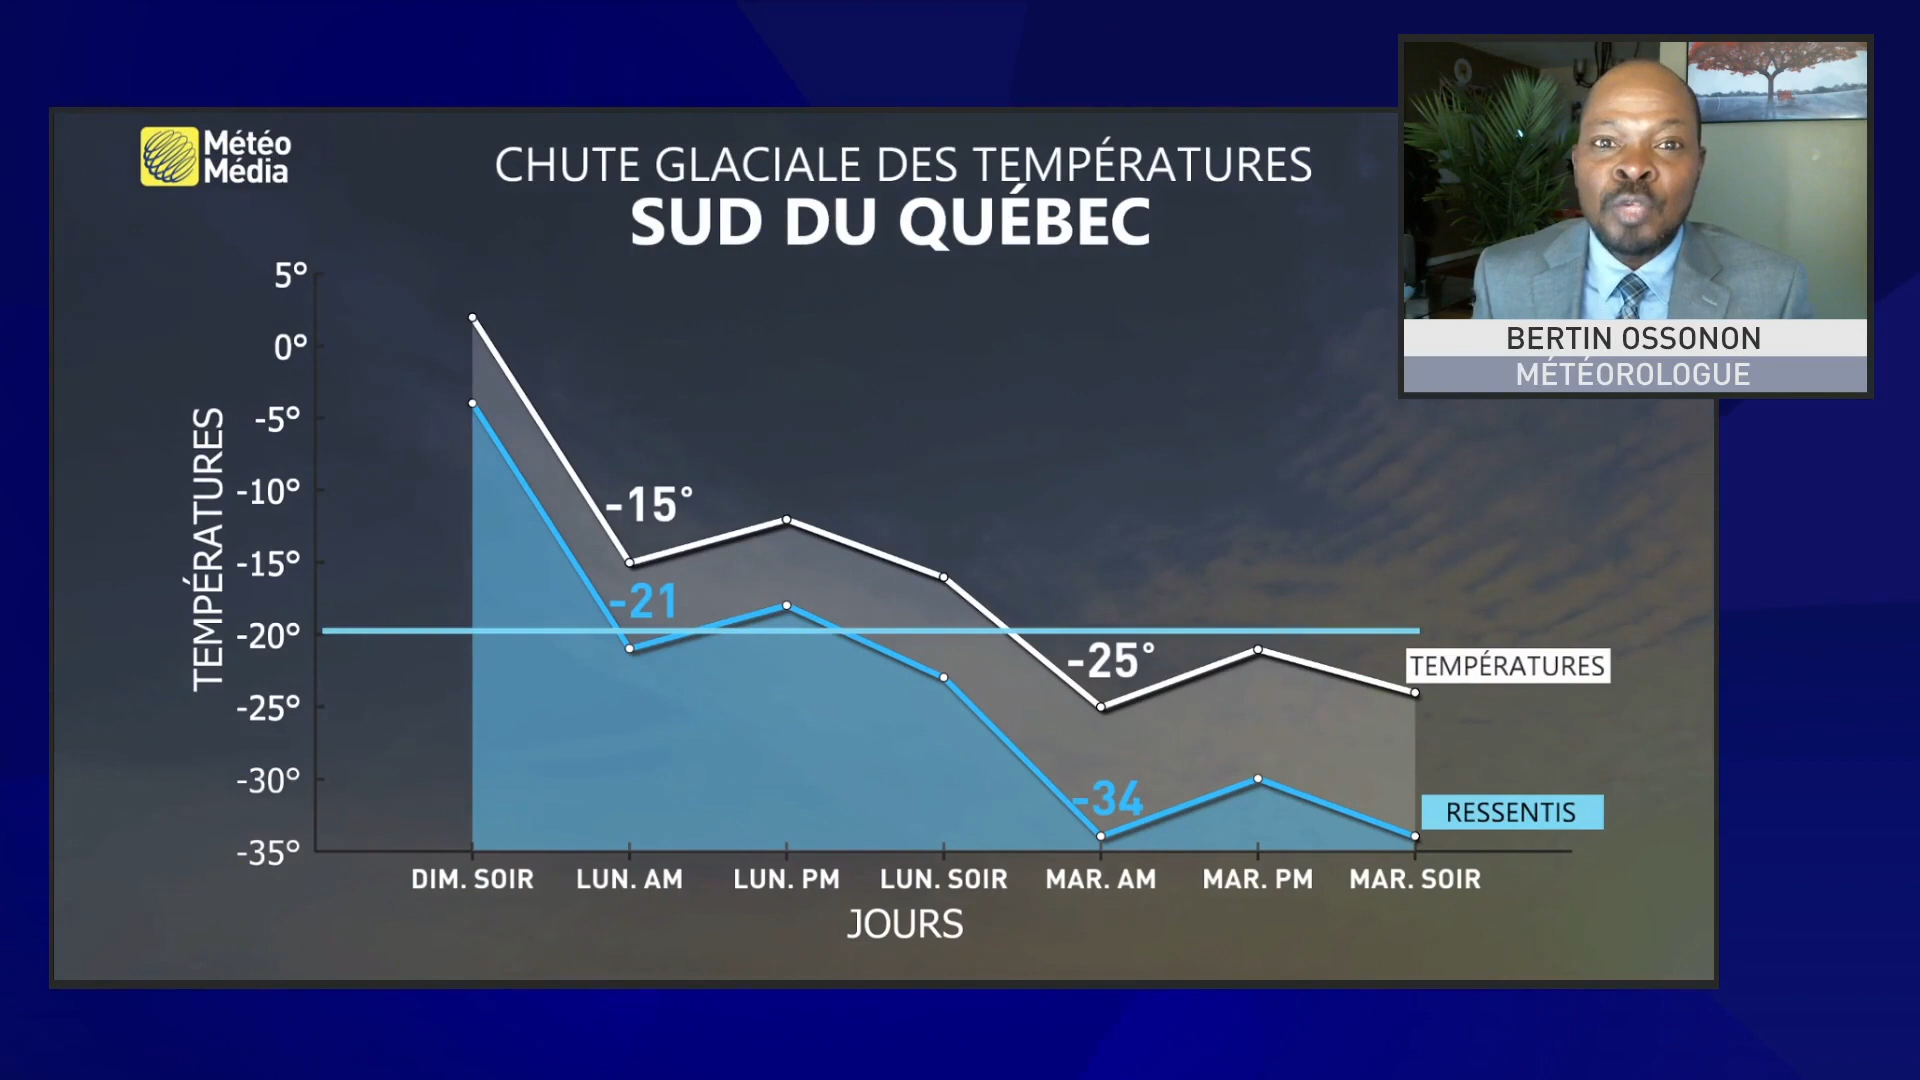 Météo
Média
CHUTE GLACIALE DES TEMPÉRATURES
SUD DU QUÉBEC
BERTIN OSSONON
MÉTÉOROLOGUE
TEMPÉRATURES
5°
0°
-5°
-10°
-15°
-20°
-25°
-30°
-35°
-15°
-21
-25°
-34
TEMPÉRATURES
RESSENTIS
DIM. SOIR LUN. AM LUN. PM LUN. SOIR MAR. AM MAR. PM MAR. SOIR
JOURS